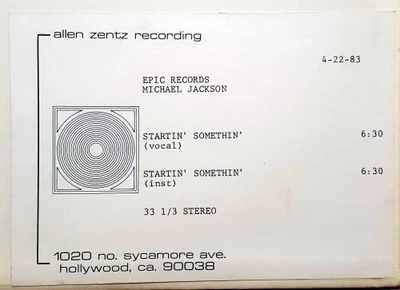 allen zentz recording
4-22-83
EPIC RECORDS
MICHAEL JACKSON
STARTIN' SOMETHIN' 6:30
(vocal)
STARTIN' SOMETHIN' 6:30
(inst)
33 1/3 STEREO
1020 no. sycamore ave.
hollywood, ca. 90038